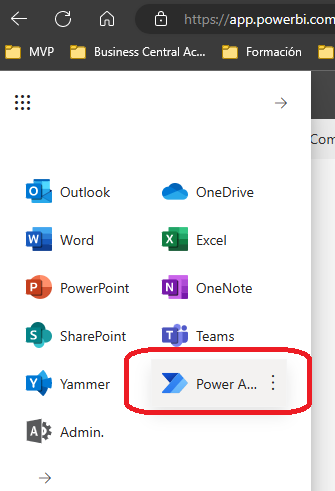 https://app.powerbi.com
MVP Business Central Ac... Formación
Com
Outlook OneDrive
Word Excel
PowerPoint OneNote
SharePoint Teams
Yammer Power A...
Admin.